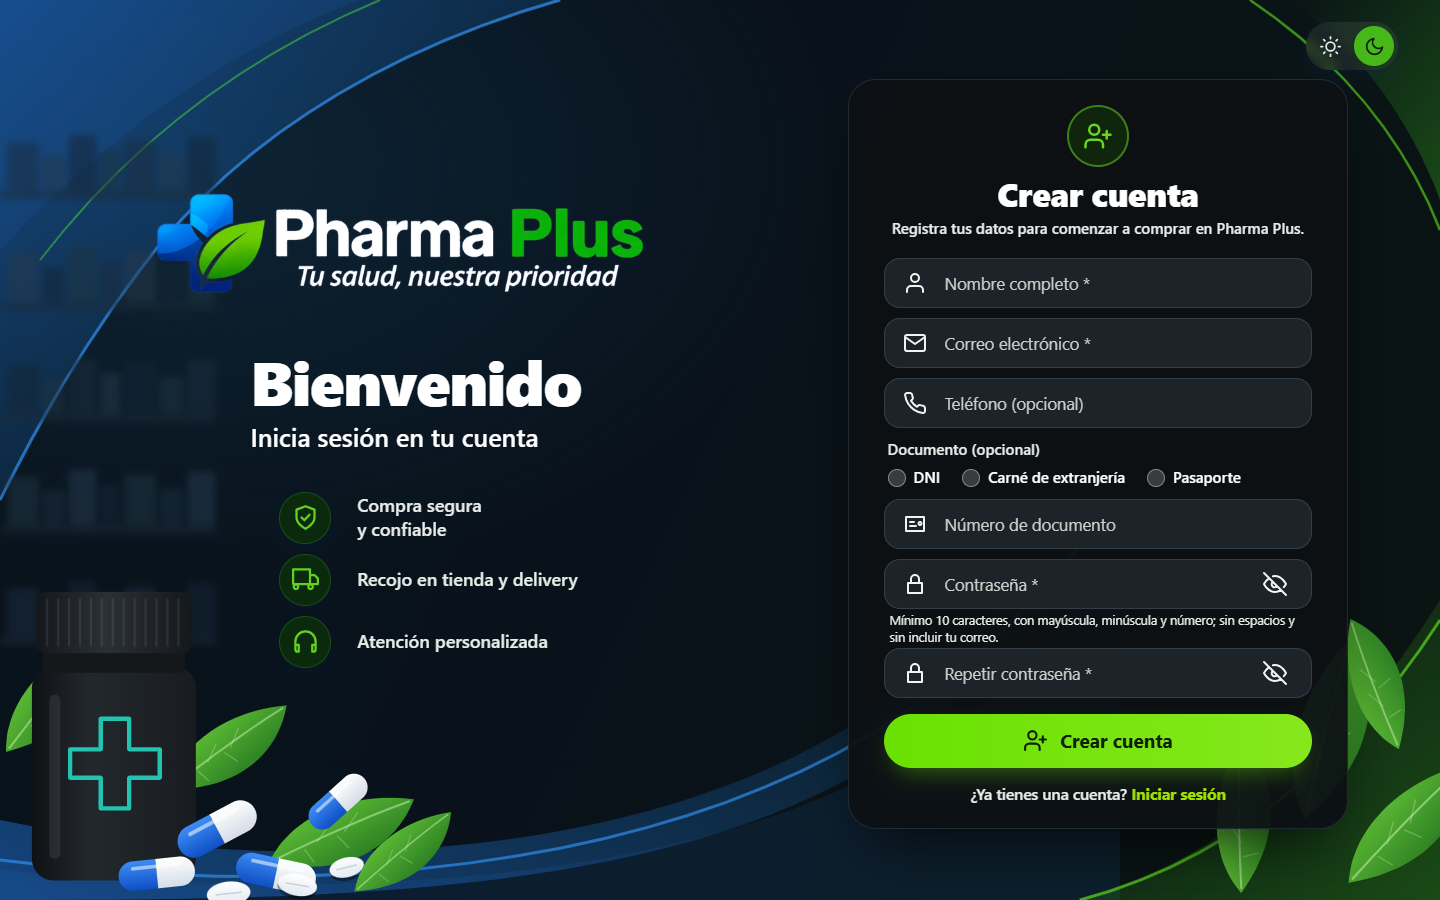 Pharma Plus
Tu salud, nuestra prioridad
Bienvenido
Inicia sesión en tu cuenta
Compra segura
y confiable
Recojo en tienda y delivery
Atención personalizada
Crear cuenta
Registra tus datos para comenzar a comprar en Pharma Plus.
Nombre completo *
Correo electrónico *
Teléfono (opcional)
Documento (opcional)
DNI Carné de extranjería Pasaporte
Número de documento
Contraseña *
Mínimo 10 caracteres, con mayúscula, minúscula y número; sin espacios y
sin incluir tu correo.
Repetir contraseña *
Crear cuenta
¿Ya tienes una cuenta? Iniciar sesión